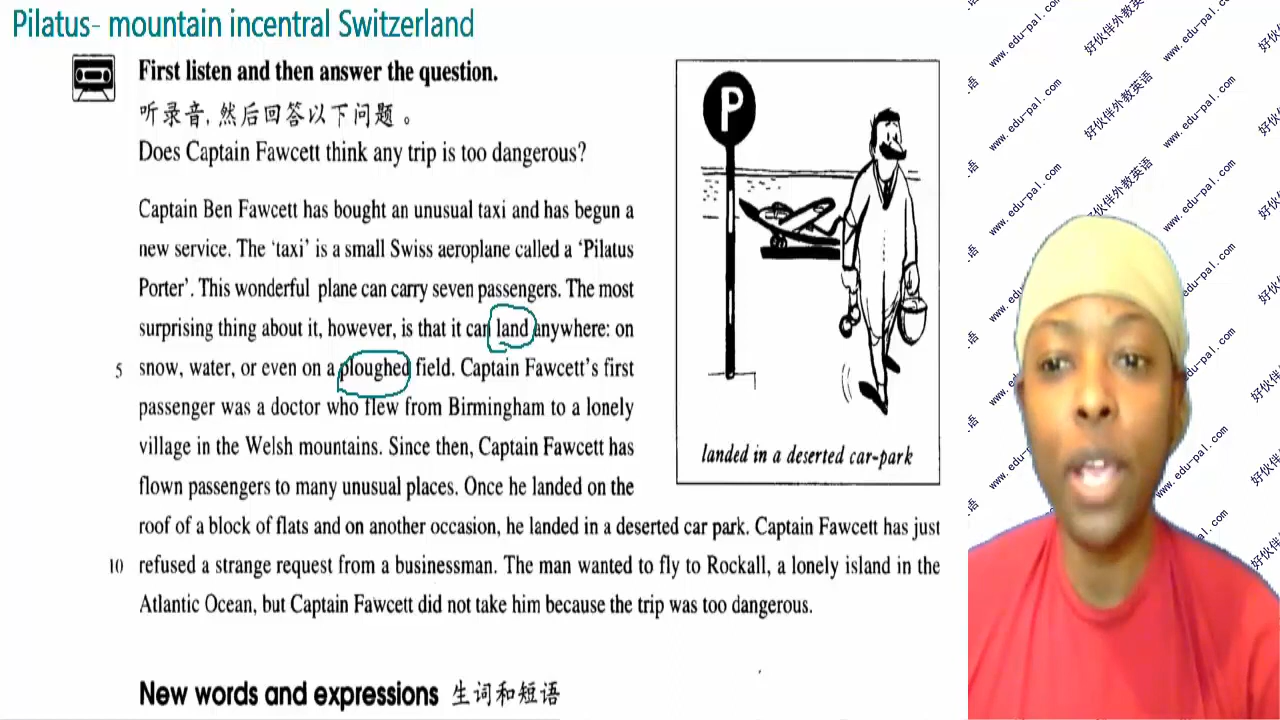 Pilatus- mountain incentral Switzerland
First listen and then answer the question.
听录音,然后回答以下问题。
Does Captain Fawcett think any trip is too dangerous?
Captain Ben Fawcett has bought an unusual taxi and has begun a
new service. The ‘taxi’ is a small Swiss aeroplane called a ‘Pilatus
Porter’. This wonderful plane can carry seven passengers. The most
surprising thing about it, however, is that it can land anywhere: on
5 snow, water, or even on a ploughed field. Captain Fawcett's first
passenger was a doctor who flew from Birmingham to a lonely
village in the Welsh mountains. Since then, Captain Fawcett has
flown passengers to many unusual places. Once he landed on the
roof of a block of flats and on another occasion, he landed in a deserted car park. Captain Fawcett has just
10 refused a strange request from a businessman. The man wanted to fly to Rockall, a lonely island in the
Atlantic Ocean, but Captain Fawcett did not take him because the trip was too dangerous.
P
landed in a deserted car-park
New words and expressions 生词和短语
www.edu-pal.com
好伙伴外教英语